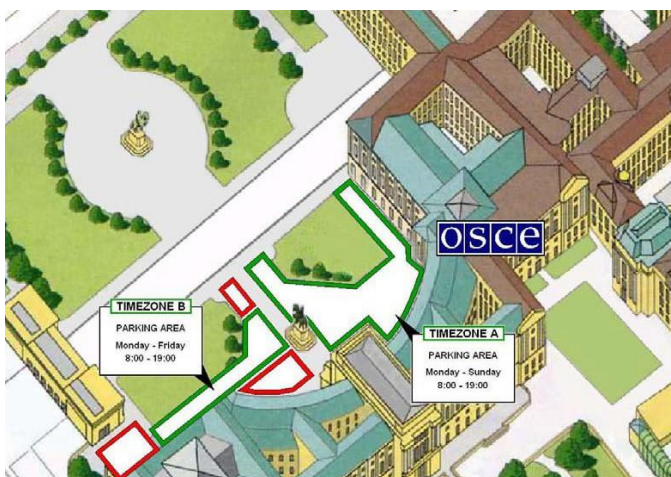 osce
TIMEZONE B
PARKING AREA
Monday - Friday
8:00 - 19:00
TIMEZONE A
PARKING AREA
Monday - Sunday
8:00 - 19:00